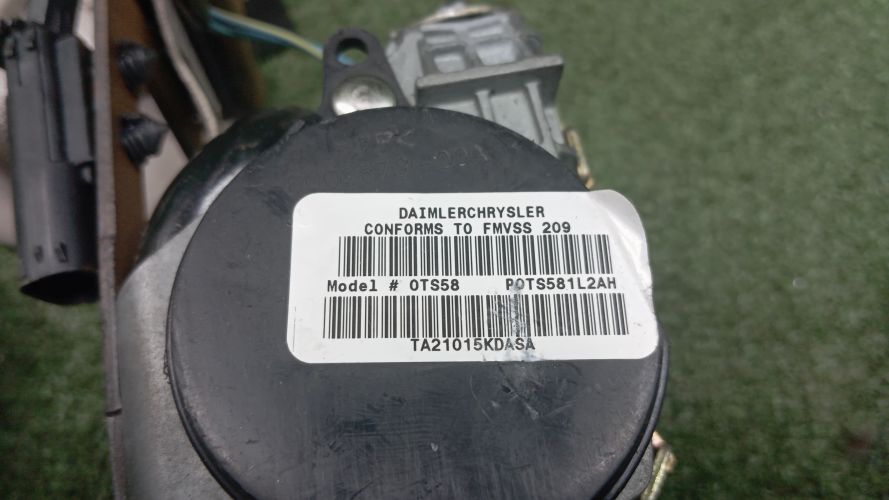 DAIMLERCHRYSLER
CONFORMS TO FMVSS 209
Model # OTS58 POTS581L2AH
TA21015KDASA